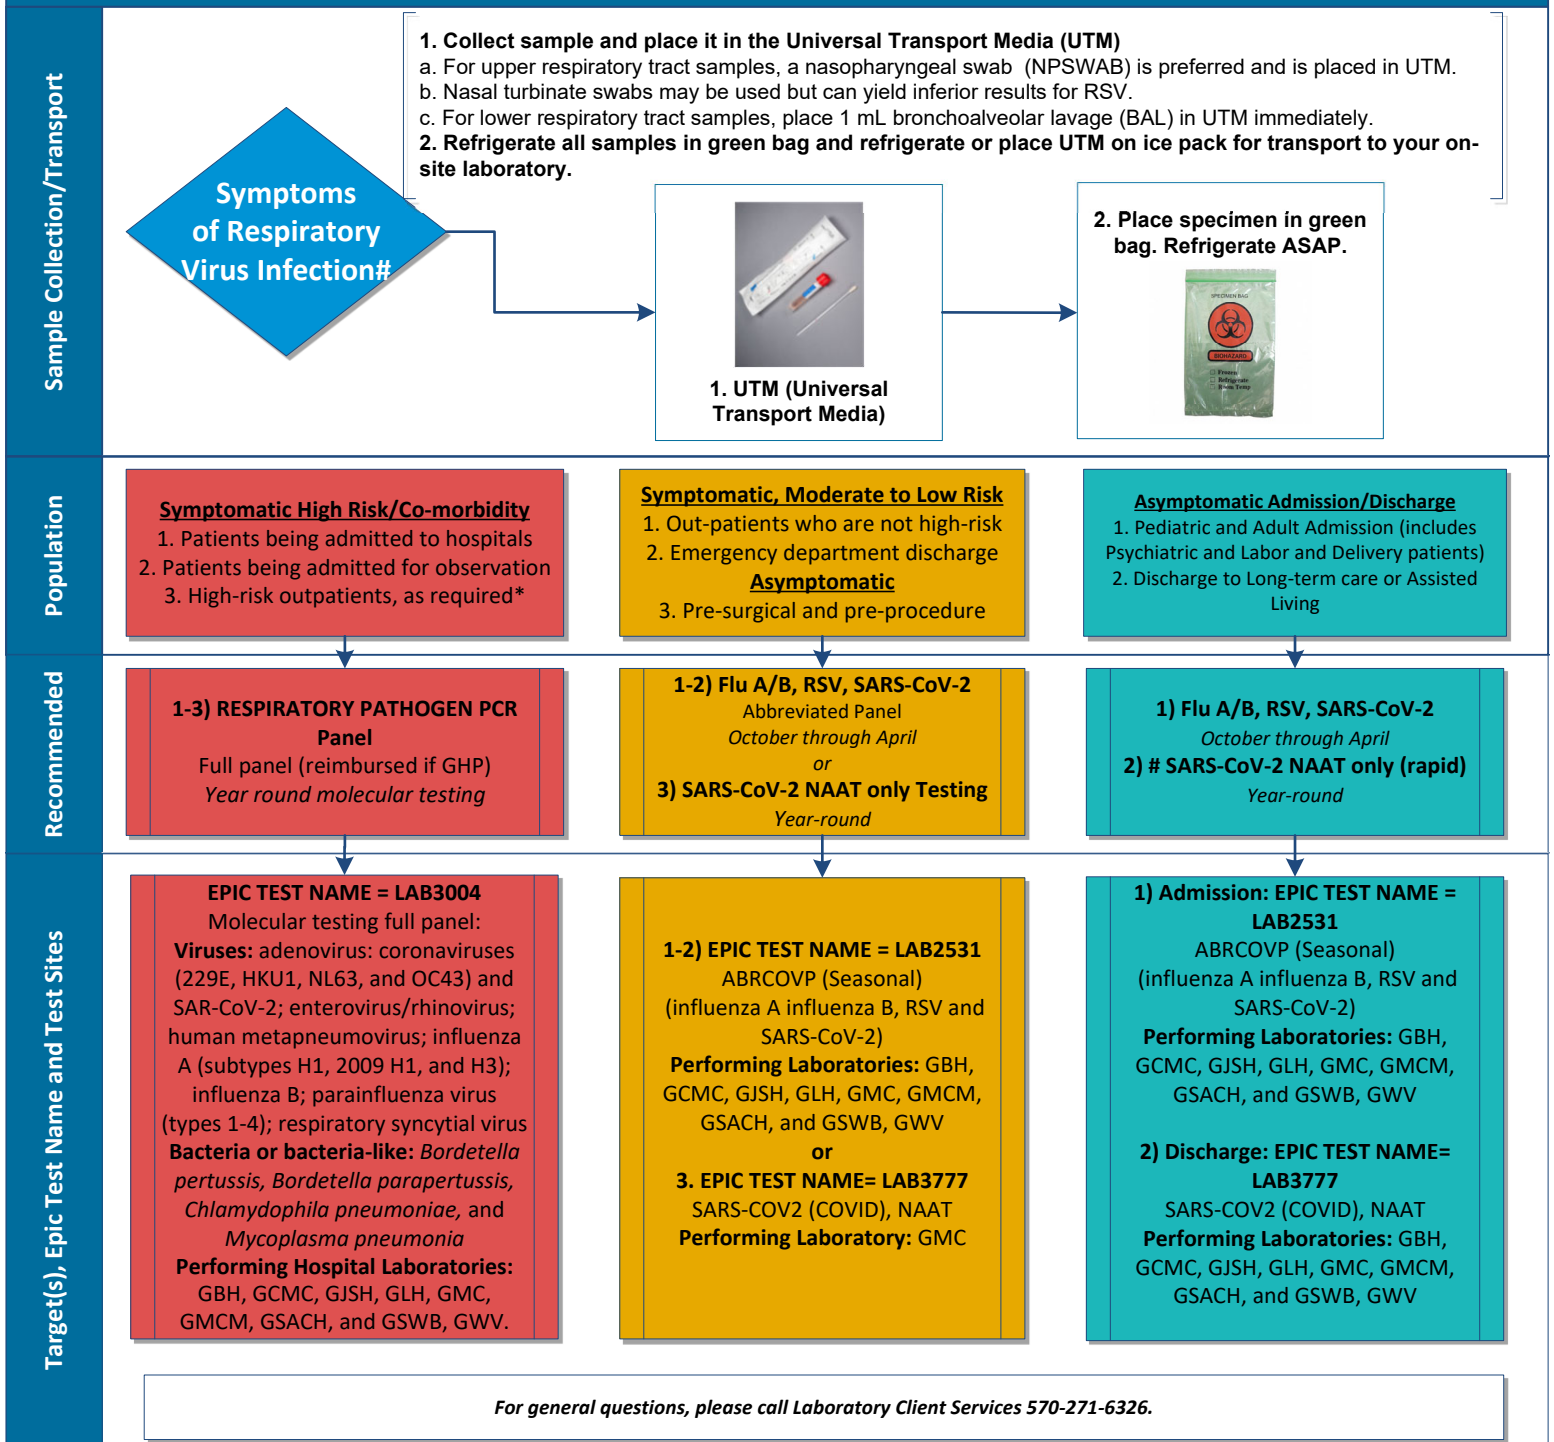 1. Collect sample and place it in the Universal Transport Media (UTM)
a. For upper respiratory tract samples, a nasopharyngeal swab (NPSWAB) is preferred and is placed in UTM.
b. Nasal turbinate swabs may be used but can yield inferior results for RSV.
c. For lower respiratory tract samples, place 1 mL bronchoalveolar lavage (BAL) in UTM immediately.
2. Refrigerate all samples in green bag and refrigerate or place UTM on ice pack for transport to your on-
site laboratory.
Sample Collection/Transport
Symptoms
of Respiratory
Virus Infection#
1. UTM (Universal
Transport Media)
2. Place specimen in green
bag. Refrigerate ASAP.
SPECIMEN BAG
BIOHAZARD
Frozen
Refrigerate
Room Temp
Population
Symptomatic High Risk/Co-morbidity
1. Patients being admitted to hospitals
2. Patients being admitted for observation
3. High-risk outpatients, as required*
Symptomatic, Moderate to Low Risk
1. Out-patients who are not high-risk
2. Emergency department discharge
Asymptomatic
3. Pre-surgical and pre-procedure
Asymptomatic Admission/Discharge
1. Pediatric and Adult Admission (includes
Psychiatric and Labor and Delivery patients)
2. Discharge to Long-term care or Assisted
Living
Recommended
1-3) RESPIRATORY PATHOGEN PCR
Panel
Full panel (reimbursed if GHP)
Year round molecular testing
1-2) Flu A/B, RSV, SARS-CoV-2
Abbreviated Panel
October through April
or
3) SARS-CoV-2 NAAT only Testing
Year-round
1) Flu A/B, RSV, SARS-CoV-2
October through April
2) # SARS-CoV-2 NAAT only (rapid)
Year-round
Target(s), Epic Test Name and Test Sites
EPIC TEST NAME = LAB3004
Molecular testing full panel:
Viruses: adenovirus: coronaviruses
(229E, HKU1, NL63, and OC43) and
SAR-CoV-2; enterovirus/rhinovirus;
human metapneumovirus; influenza
A (subtypes H1, 2009 H1, and H3);
influenza B; parainfluenza virus
(types 1-4); respiratory syncytial virus
Bacteria or bacteria-like: Bordetella
pertussis, Bordetella parapertussis,
Chlamydophila pneumoniae, and
Mycoplasma pneumonia
Performing Hospital Laboratories:
GBH, GCMC, GJSH, GLH, GMC,
GMCM, GSACH, and GSWB, GWV.
1-2) EPIC TEST NAME = LAB2531
ABRCOVP (Seasonal)
(influenza A influenza B, RSV and
SARS-CoV-2)
Performing Laboratories: GBH,
GCMC, GJSH, GLH, GMC, GMCM,
GSACH, and GSWB, GWV
or
3. EPIC TEST NAME= LAB3777
SARS-COV2 (COVID), NAAT
Performing Laboratory: GMC
1) Admission: EPIC TEST NAME =
LAB2531
ABRCOVP (Seasonal)
(influenza A influenza B, RSV and
SARS-CoV-2)
Performing Laboratories: GBH,
GCMC, GJSH, GLH, GMC, GMCM,
GSACH, and GSWB, GWV
2) Discharge: EPIC TEST NAME=
LAB3777
SARS-COV2 (COVID), NAAT
Performing Laboratories: GBH,
GCMC, GJSH, GLH, GMC, GMCM,
GSACH, and GSWB, GWV
For general questions, please call Laboratory Client Services 570-271-6326.